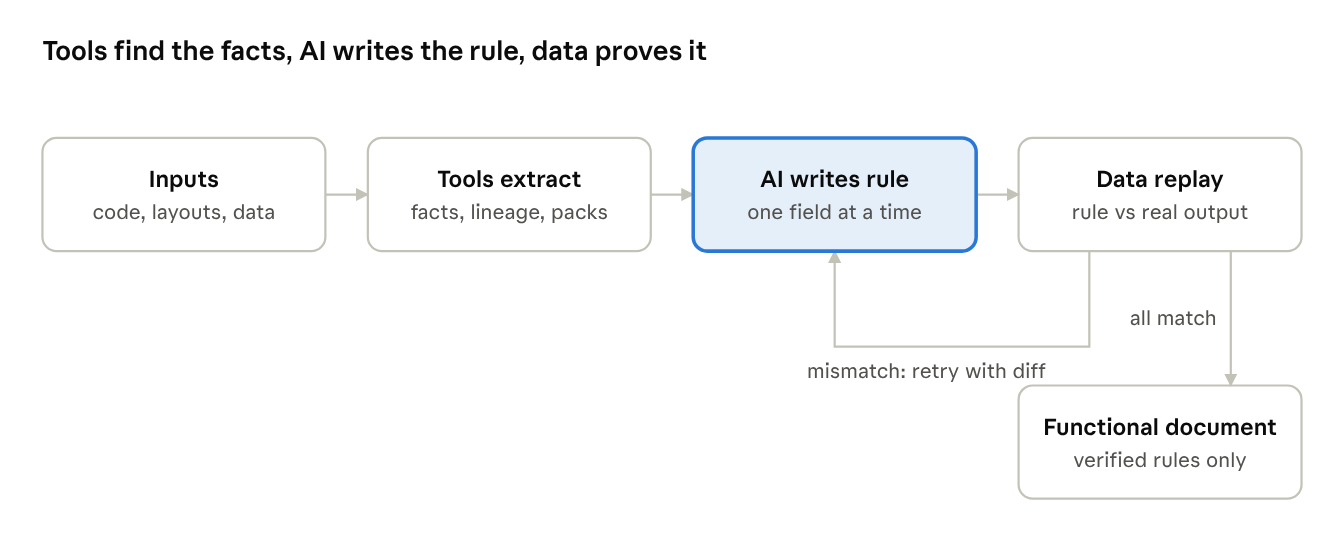 Tools find the facts, AI writes the rule, data proves it
Inputs
code, layouts, data
Tools extract
facts, lineage, packs
AI writes rule
one field at a time
Data replay
rule vs real output
all match
mismatch: retry with diff
Functional document
verified rules only